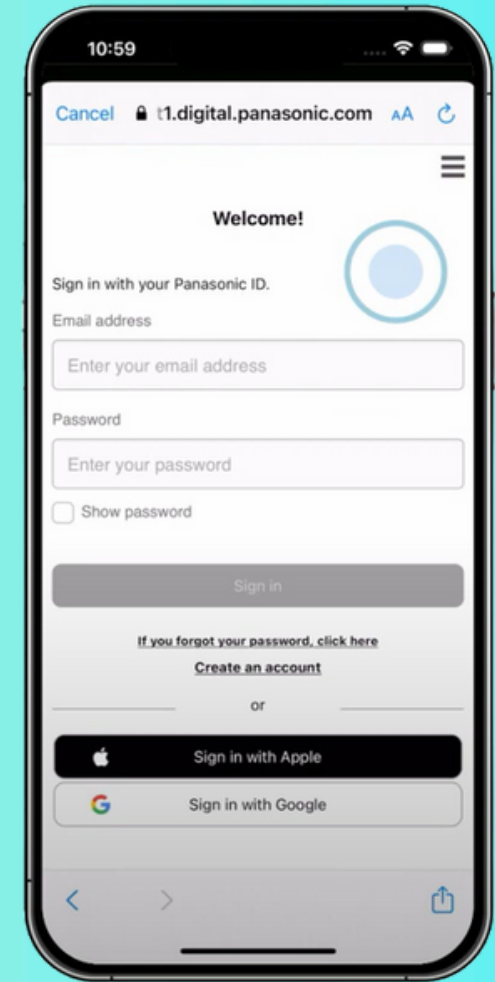 10:59
Cancel t1.digital.panasonic.com AA
Welcome!
Sign in with your Panasonic ID.
Email address
Enter your email address
Password
Enter your password
Show password
Sign in
If you forgot your password, click here
Create an account
or
Sign in with Apple
G Sign in with Google